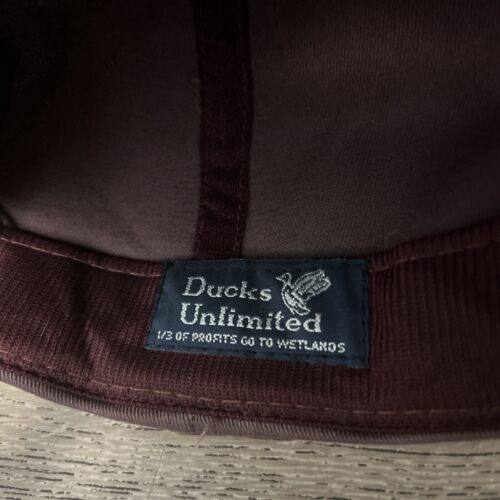 Ducks
Unlimited
1/3 OF PROFITS GO TO WETLANDS